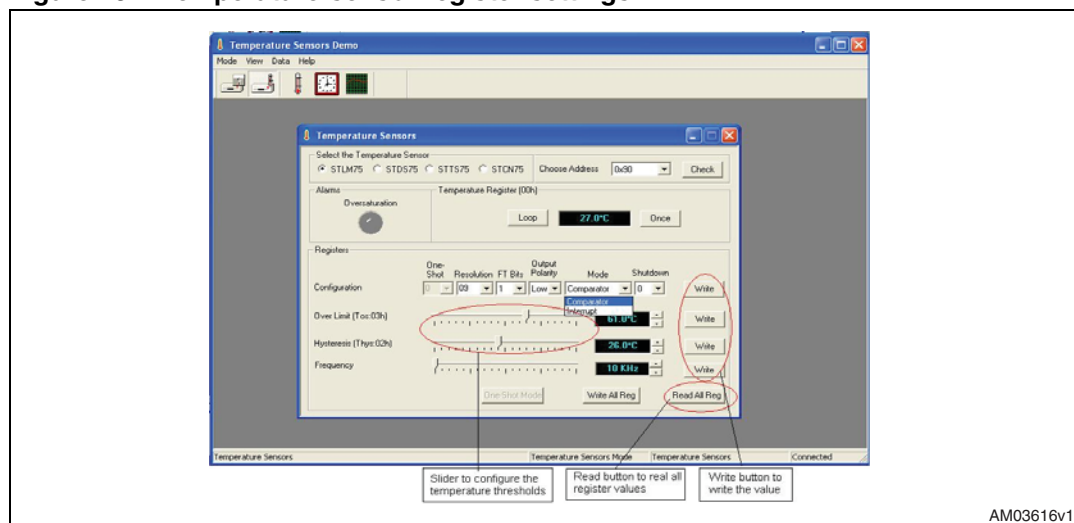 Temperature Sensors Demo
Mode View Data Help
Temperature Sensors
Select the Temperature Sensor
STLM75 STDS75 STTS75 STCN75 Choose Address 0x90 Check
Alarms
Oversaturation
Temperature Register (00h)
Loop 27.0°C Once
Registers
One-Shot Resolution FT Bits Output Polarity Mode Shutdown
Configuration 0 09 1 Low Comparator 0 Write
Comparator
Interrupt
Over Limit (Tos:03h) 61.0°C Write
Hysteresis (Thys:02h) 26.0°C Write
Frequency 10 KHz Write
One-Shot Mode Write All Reg Read All Reg
Temperature Sensors Temperature Sensors Mode Temperature Sensors Connected
Slider to configure the
temperature thresholds
Read button to real all
register values
Write button to
write the value
AM03616v1